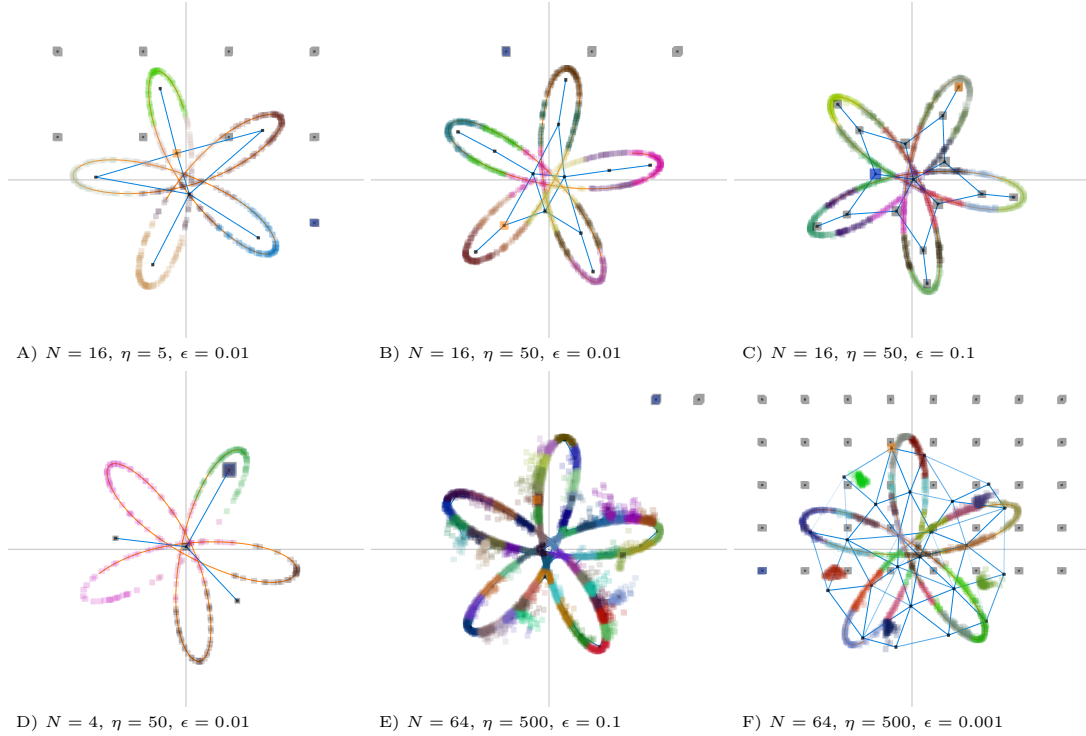 A) N = 16, η = 5, ϵ = 0.01
B) N = 16, η = 50, ϵ = 0.01
C) N = 16, η = 50, ϵ = 0.1
D) N = 4, η = 50, ϵ = 0.01
E) N = 64, η = 500, ϵ = 0.1
F) N = 64, η = 500, ϵ = 0.001